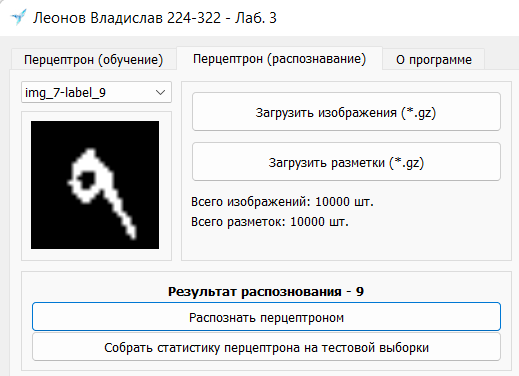 Леонов Владислав 224-322 - Лаб. 3
Перцептрон (обучение) Перцептрон (распознавание) О программе
img_7-label_9
Загрузить изображения (*.gz)
Загрузить разметки (*.gz)
Всего изображений: 10000 шт.
Всего разметок: 10000 шт.
9
Результат распознования - 9
Распознать перцептроном
Собрать статистику перцептрона на тестовой выборки